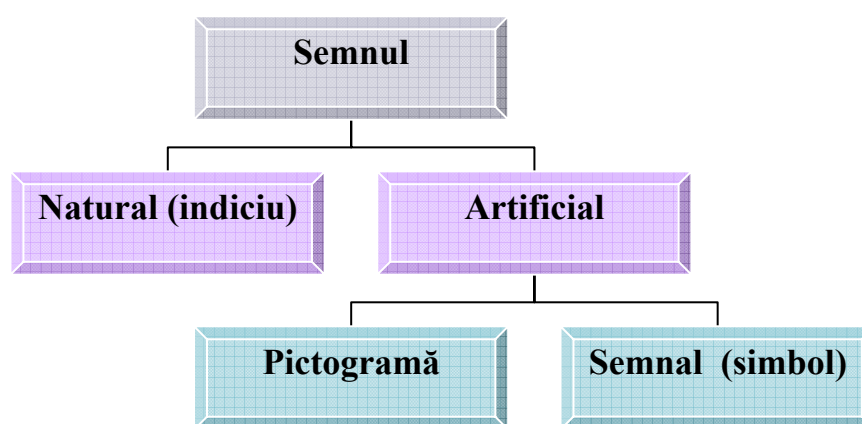 Semnul
Natural (indiciu)
Artificial
Pictogramă
Semnal (simbol)